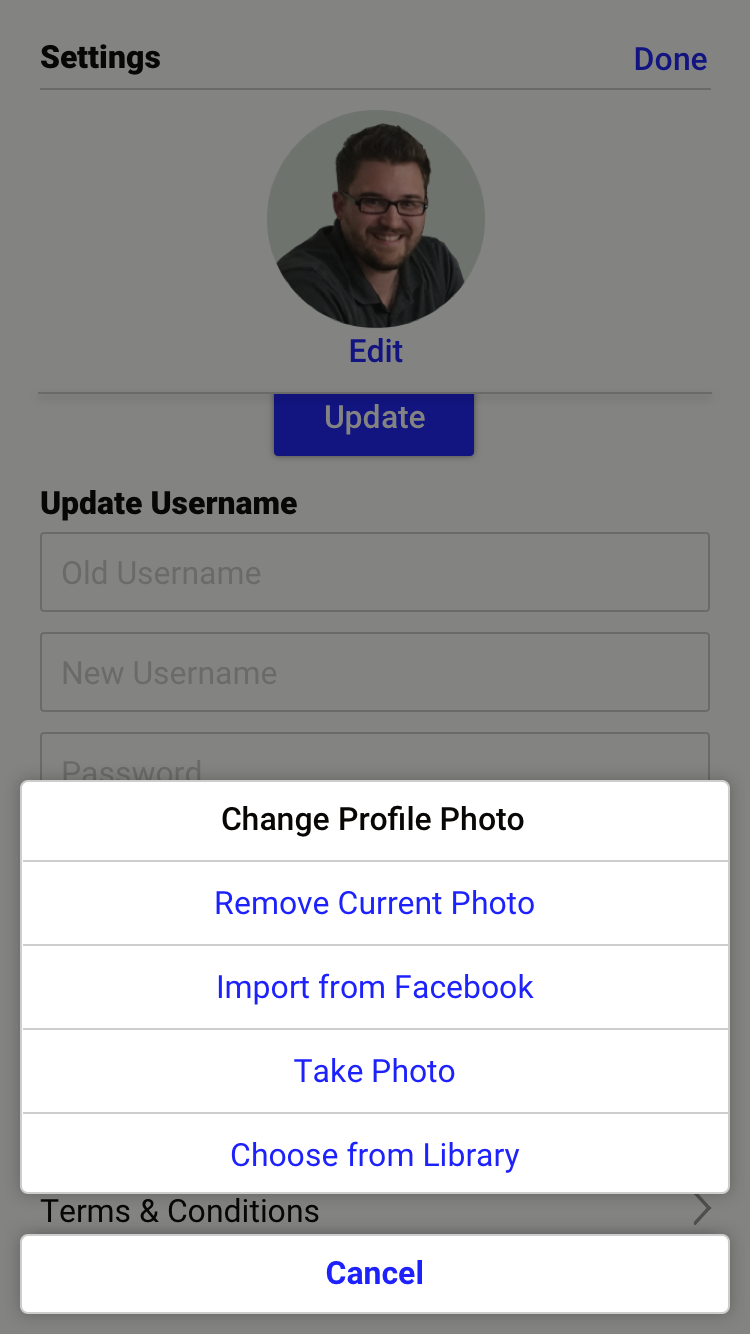 Settings
Done
Edit
Update
Update Username
Old Username
New Username
Password
Change Profile Photo
Remove Current Photo
Import from Facebook
Take Photo
Choose from Library
Terms & Conditions
Cancel